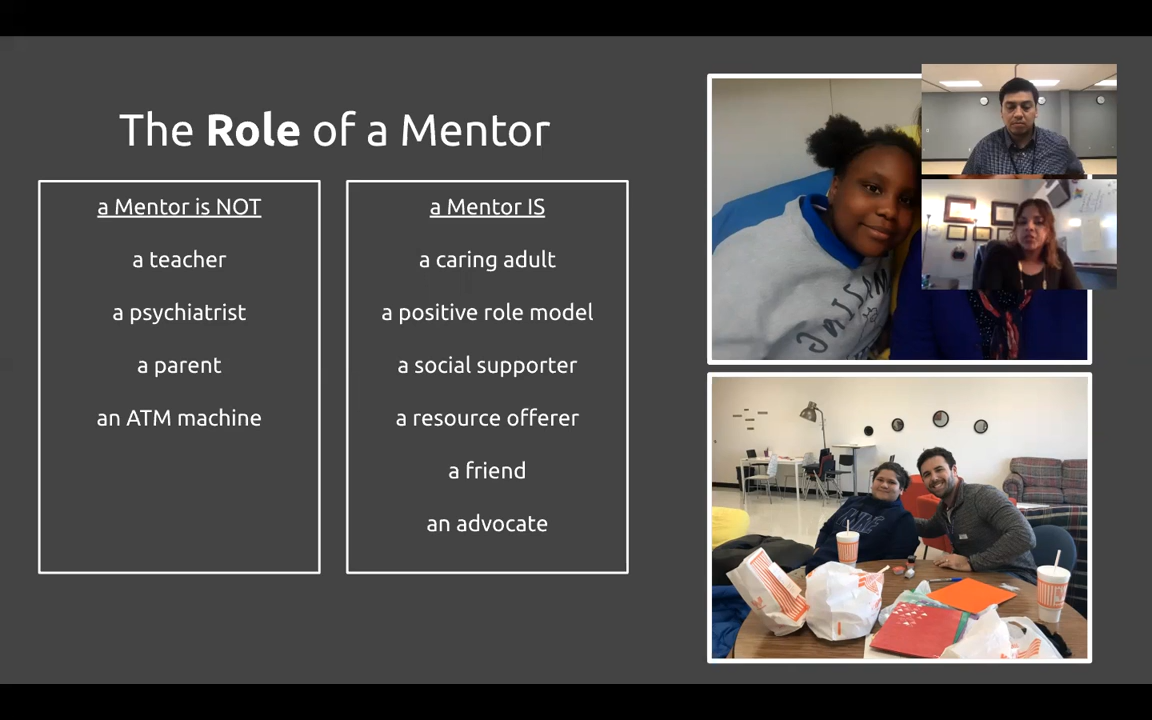 The Role of a Mentor
a Mentor is NOT
a teacher
a psychiatrist
a parent
an ATM machine
a Mentor IS
a caring adult
a positive role model
a social supporter
a resource offerer
a friend
an advocate